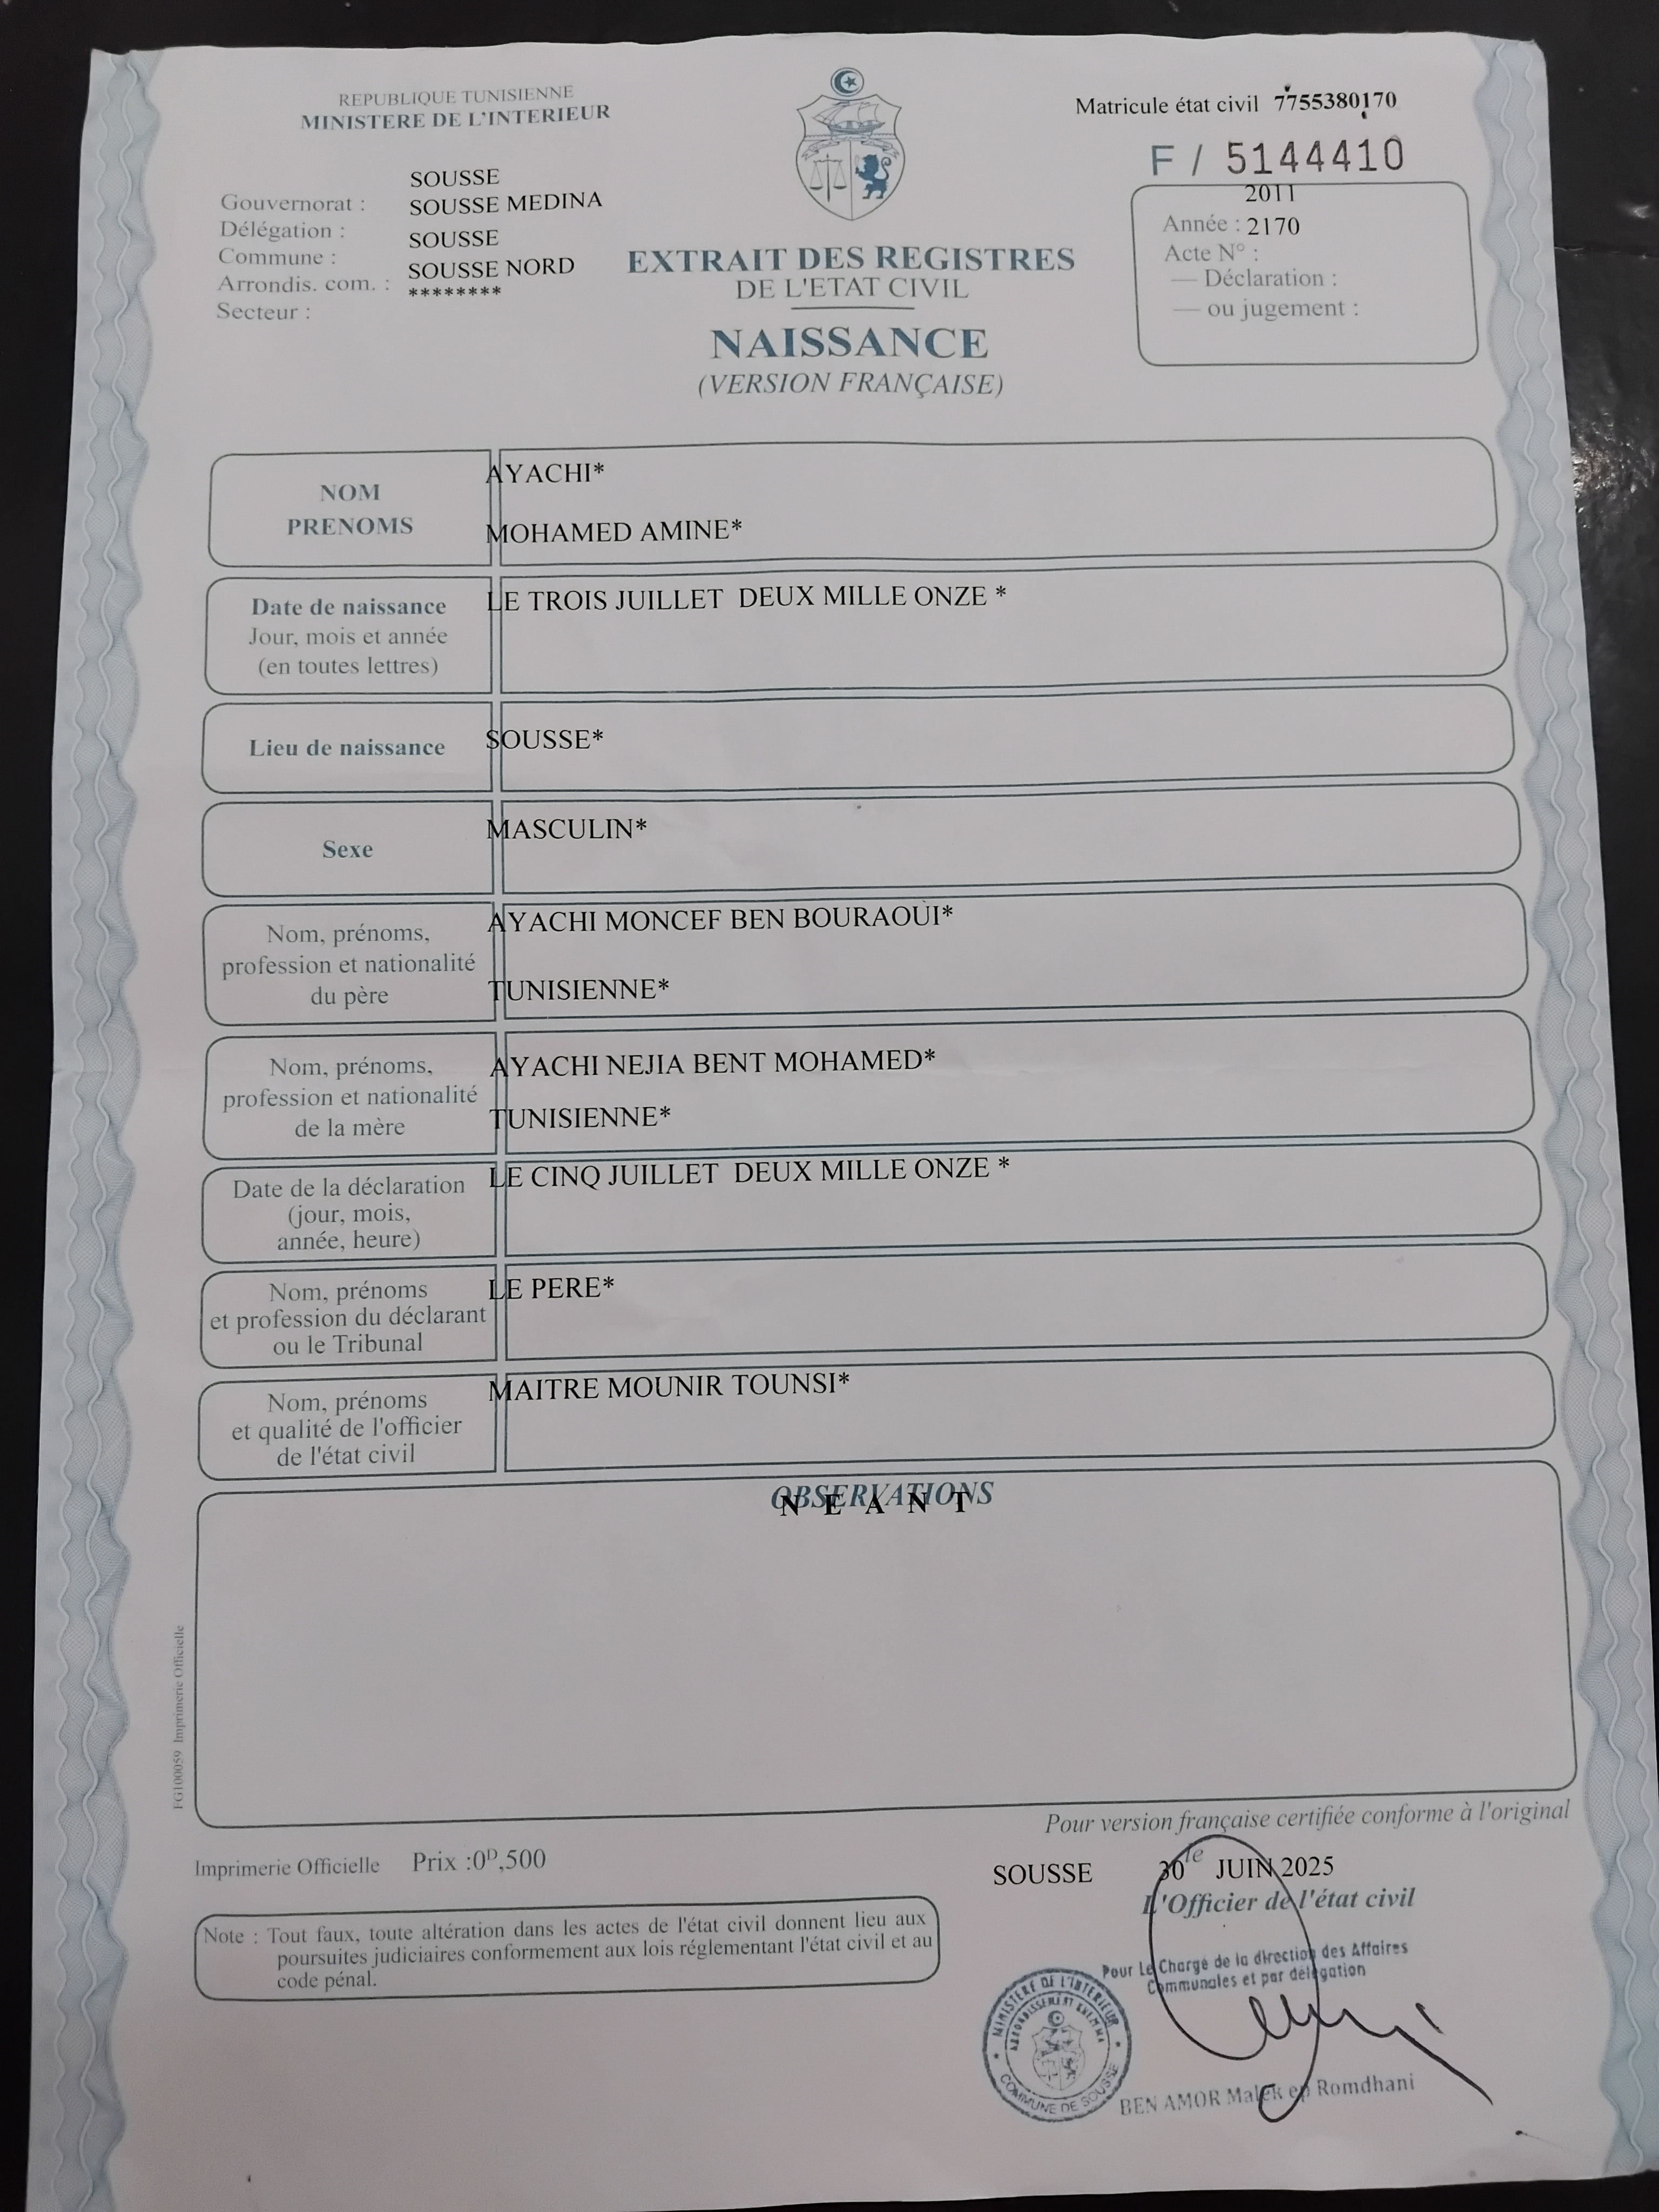 REPUBLIQUE TUNISIENNE
MINISTERE DE L'INTERIEUR
Matricule état civil 7755380170
F / 5144410
SOUSSE
Gouvernorat : SOUSSE MEDINA
Délégation : SOUSSE
Commune : SOUSSE NORD
Arrondis. com. : ********
Secteur :
2011
Année : 2170
Acte N° :
— Déclaration :
— ou jugement :
EXTRAIT DES REGISTRES
DE L'ETAT CIVIL
NAISSANCE
(VERSION FRANÇAISE)
NOM
PRENOMS
AYACHI*
MOHAMED AMINE*
Date de naissance
Jour, mois et année
(en toutes lettres)
LE TROIS JUILLET DEUX MILLE ONZE *
Lieu de naissance
SOUSSE*
Sexe
MASCULIN*
Nom, prénoms,
profession et nationalité
du père
AYACHI MONCEF BEN BOURAOUI*
TUNISIENNE*
Nom, prénoms,
profession et nationalité
de la mère
AYACHI NEJIA BENT MOHAMED*
TUNISIENNE*
Date de la déclaration
(jour, mois,
année, heure)
LE CINQ JUILLET DEUX MILLE ONZE *
Nom, prénoms
et profession du déclarant
ou le Tribunal
LE PERE*
Nom, prénoms
et qualité de l'officier
de l'état civil
MAITRE MOUNIR TOUNSI*
OBSERVATIONS
N E A N T
FG100059 Imprimerie Officielle
Pour version française certifiée conforme à l'original
Imprimerie Officielle Prix :0D,500
SOUSSE le 30 JUIN 2025
L'Officier de l'état civil
Note : Tout faux, toute altération dans les actes de l'état civil donnent lieu aux
poursuites judiciaires conformement aux lois réglementant l'état civil et au
code pénal.
Pour Le Chargé de la direction des Affaires
Communales et par délégation
MINISTERE DE L'INTERIEUR
COMMUNE DE SOUSSE
BEN AMOR Malek ep Romdhani